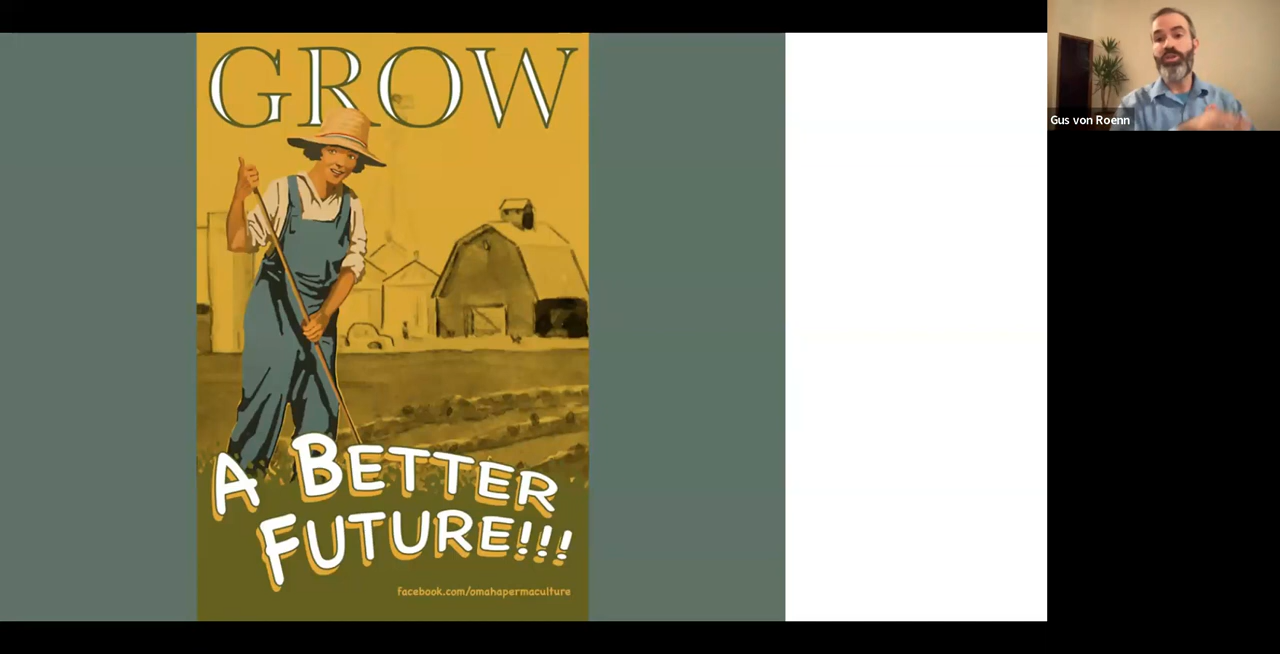 GROW
A BETTER
FUTURE!!!
facebook.com/omahapermaculture
Gus von Roenn